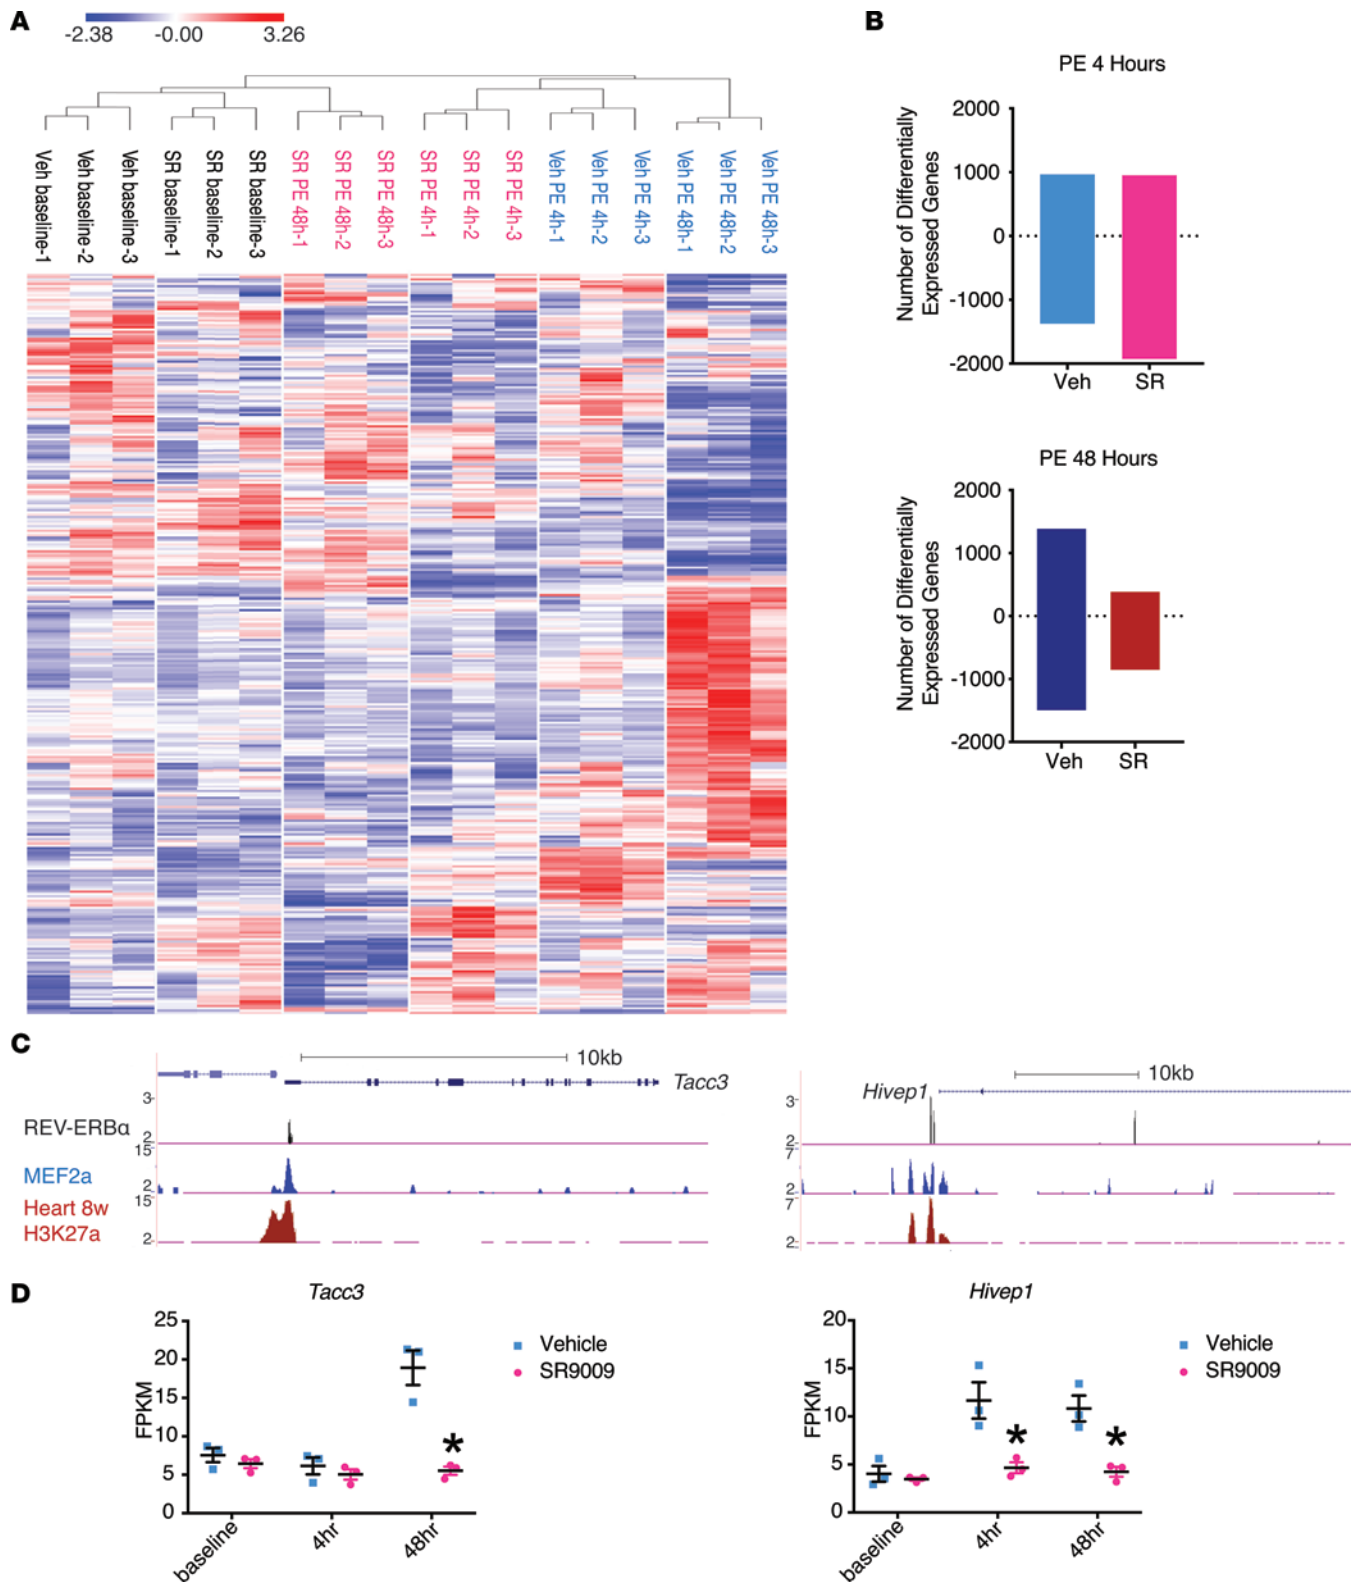 A
-2.38 -0.00 3.26
Veh baseline-1
Veh baseline-2
Veh baseline-3
SR baseline-1
SR baseline-2
SR baseline-3
SR PE 48h-1
SR PE 48h-2
SR PE 48h-3
SR PE 4h-1
SR PE 4h-2
SR PE 4h-3
Veh PE 4h-1
Veh PE 4h-2
Veh PE 4h-3
Veh PE 48h-1
Veh PE 48h-2
Veh PE 48h-3
B
PE 4 Hours
Number of Differentially
Expressed Genes
2000
1000
0
-1000
-2000
Veh SR
PE 48 Hours
Number of Differentially
Expressed Genes
2000
1000
0
-1000
-2000
Veh SR
C
10kb
Tacc3
3
REV-ERBα
2
15
MEF2a
2
15
Heart 8w
H3K27a
2
10kb
Hivep1
3
2
7
2
7
2
D
Tacc3
FPKM
25
20
15
10
5
0
baseline
4hr
48hr
*
Vehicle
SR9009
Hivep1
FPKM
20
15
10
5
0
baseline
4hr
48hr
*
*
Vehicle
SR9009